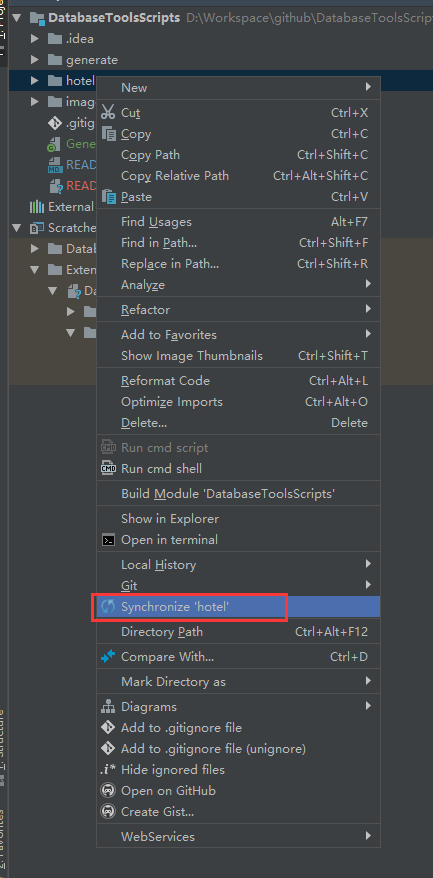 DatabaseToolsScripts D:\Workspace\github\DatabaseToolsScrip
.idea
generate
hotel
imag
.gitig
Gene
READ
READ
External
Scratche
Datab
Exten
Da
New
Cut Ctrl+X
Copy Ctrl+C
Copy Path Ctrl+Shift+C
Copy Relative Path Ctrl+Alt+Shift+C
Paste Ctrl+V
Find Usages Alt+F7
Find in Path... Ctrl+Shift+F
Replace in Path... Ctrl+Shift+R
Analyze
Refactor
Add to Favorites
Show Image Thumbnails Ctrl+Shift+T
Reformat Code Ctrl+Alt+L
Optimize Imports Ctrl+Alt+O
Delete... Delete
Run cmd script
Run cmd shell
Build Module 'DatabaseToolsScripts'
Show in Explorer
Open in terminal
Local History
Git
Synchronize 'hotel'
Directory Path Ctrl+Alt+F12
Compare With... Ctrl+D
Mark Directory as
Diagrams
Add to .gitignore file
Add to .gitignore file (unignore)
Hide ignored files
Open on GitHub
Create Gist...
WebServices
Structure
2: Favorites